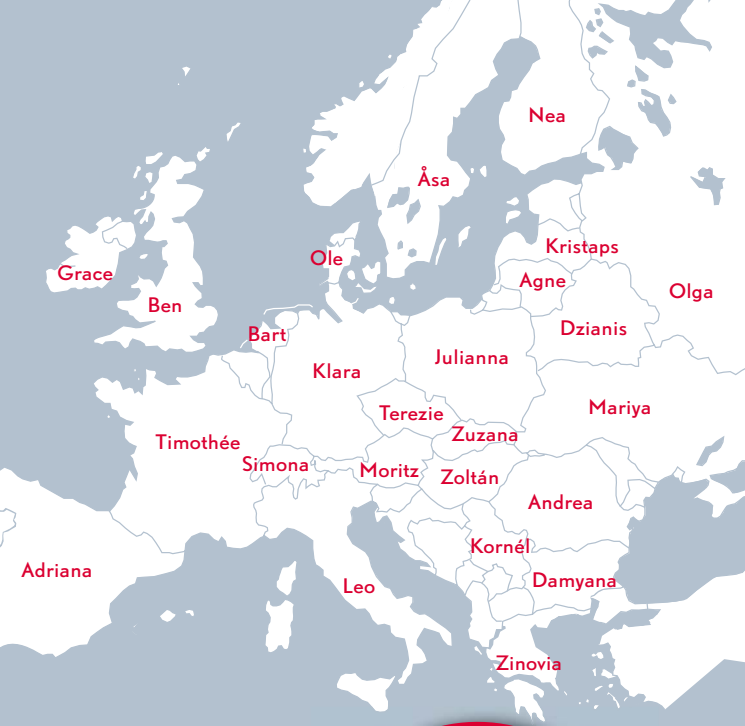 Nea
Åsa
Kristaps
Ole
Grace
Agne
Olga
Ben
Dzianis
Bart
Julianna
Klara
Mariya
Terezie
Zuzana
Timothée
Simona
Moritz
Zoltán
Andrea
Kornél
Adriana
Damyana
Leo
Zinovia